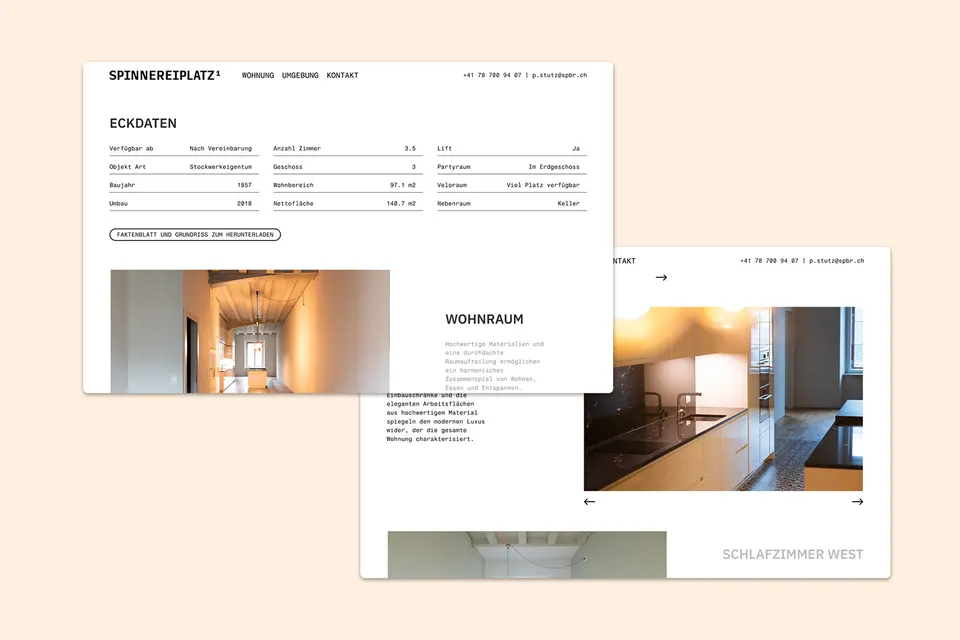 SPINNEREIPLATZ¹ WOHNUNG UMGEBUNG KONTAKT +41 78 700 94 07 | p.stutz@spbr.ch
ECKDATEN
Verfügbar ab Nach Vereinbarung Anzahl Zimmer 3.5 Lift Ja
Objekt Art Stockwerkeigentum Geschoss 3 Partyraum Im Erdgeschoss
Baujahr 1857 Wohnbereich 97.1 m2 Veloraum Viel Platz verfügbar
Umbau 2018 Nettofläche 140.7 m2 Nebenraum Keller
FAKTENBLATT UND GRUNDRISS ZUM HERUNTERLADEN
WOHNRAUM
Hochwertige Materialien und
eine durchdachte
Raumaufteilung ermöglichen
ein harmonisches
Zusammenspiel von Wohnen,
Essen und Entspannen.
NTAKT +41 78 700 94 07 | p.stutz@spbr.ch
→
Einbauschränke und die
eleganten Arbeitsflächen
aus hochwertigem Material
spiegeln den modernen Luxus
wider, der die gesamte
Wohnung charakterisiert.
← →
SCHLAFZIMMER WEST